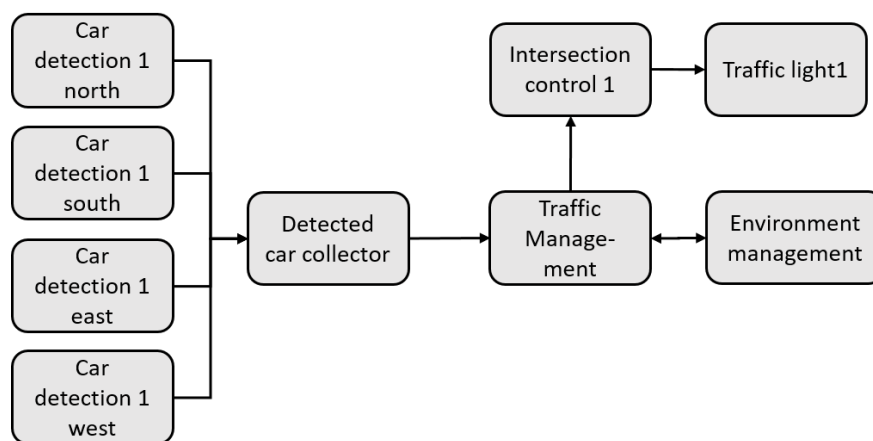 Car
detection 1
north
Car
detection 1
south
Car
detection 1
east
Car
detection 1
west
Detected
car collector
Intersection
control 1
Traffic light1
Traffic
Manage-
ment
Environment
management